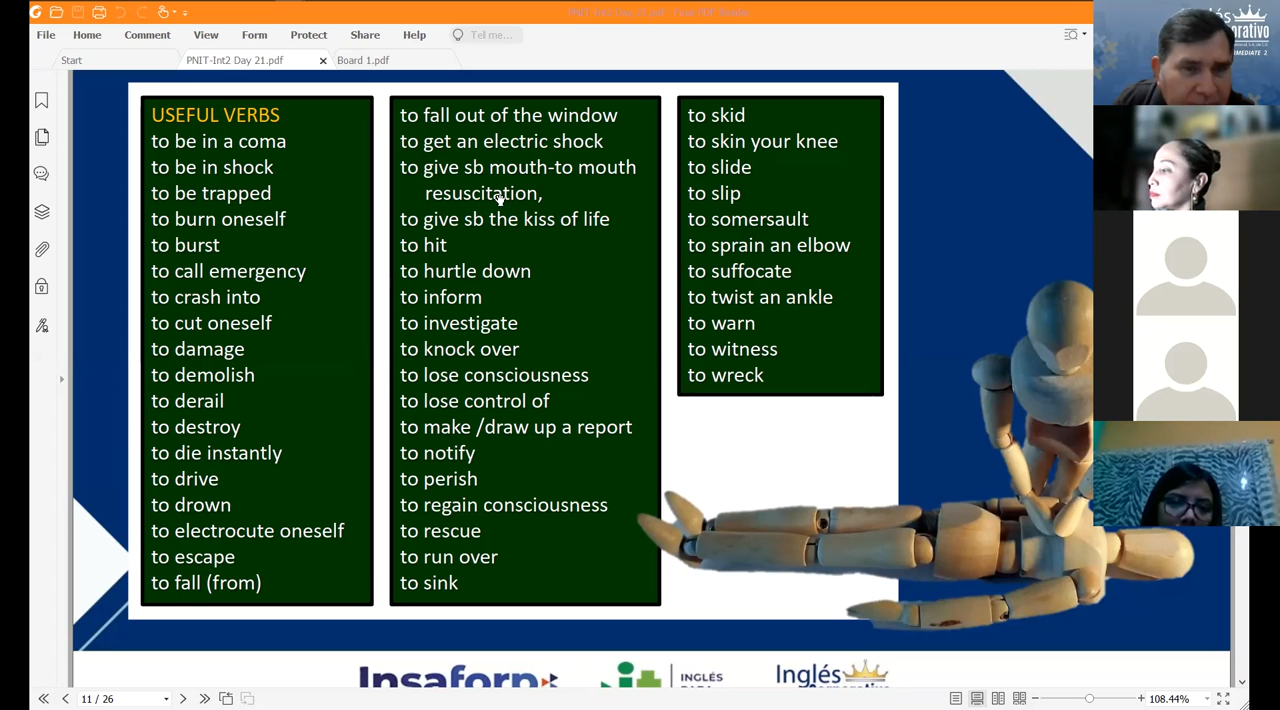 File Home Comment View Form Protect Share Help Tell me...
Start PNIT-Int2 Day 21.pdf Board 1.pdf
USEFUL VERBS
to be in a coma
to be in shock
to be trapped
to burn oneself
to burst
to call emergency
to crash into
to cut oneself
to damage
to demolish
to derail
to destroy
to die instantly
to drive
to drown
to electrocute oneself
to escape
to fall (from)
to fall out of the window
to get an electric shock
to give sb mouth-to mouth
resuscitation,
to give sb the kiss of life
to hit
to hurtle down
to inform
to investigate
to knock over
to lose consciousness
to lose control of
to make /draw up a report
to notify
to perish
to regain consciousness
to rescue
to run over
to sink
to skid
to skin your knee
to slide
to slip
to somersault
to sprain an elbow
to suffocate
to twist an ankle
to warn
to witness
to wreck
Insaforp
INGLÉS
Inglés
11 / 26
108.44%